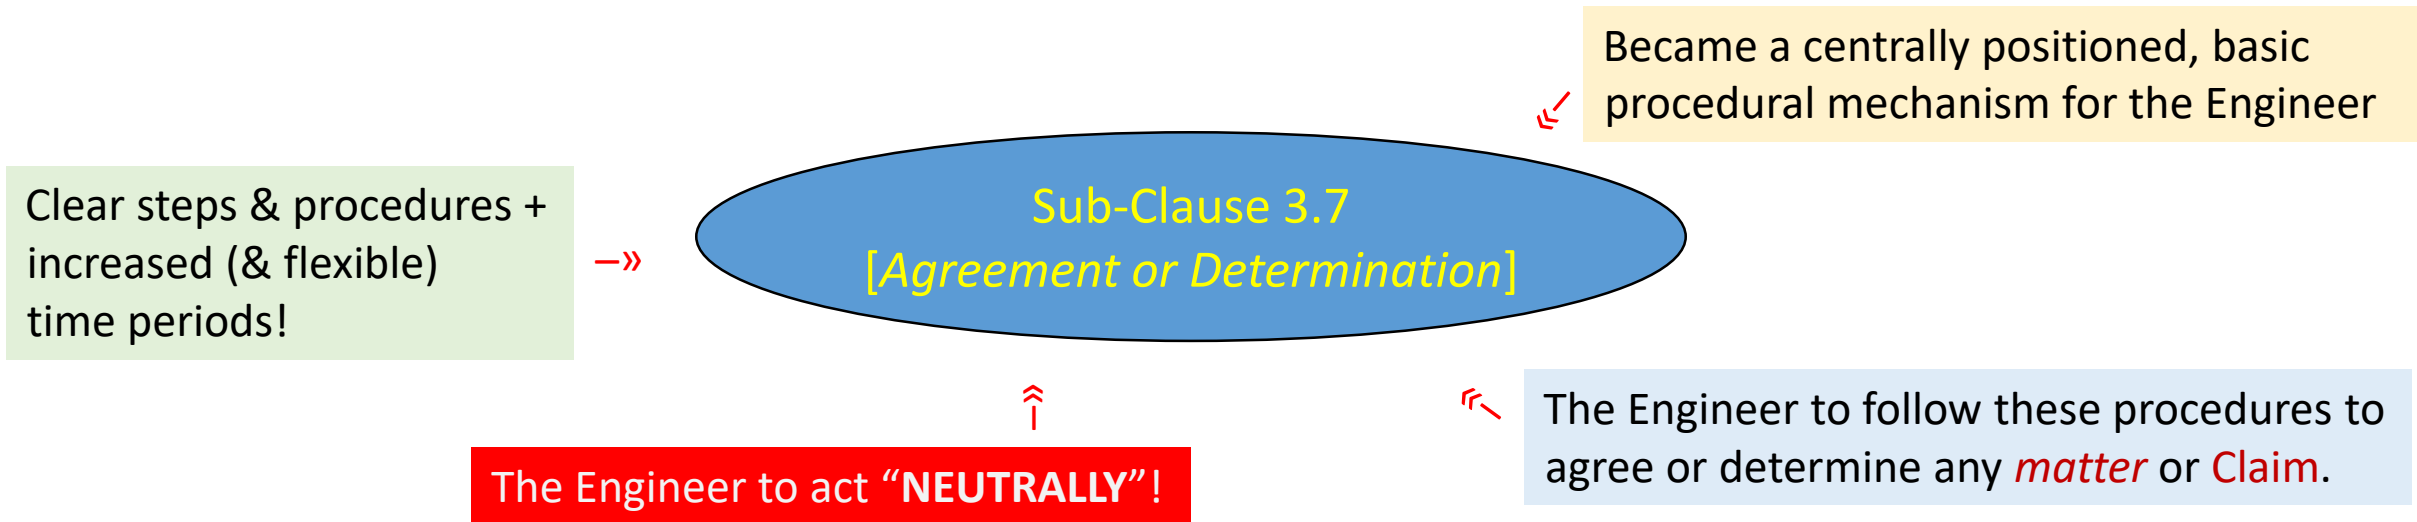 Became a centrally positioned, basic
procedural mechanism for the Engineer
Clear steps & procedures +
increased (& flexible)
time periods!
Sub-Clause 3.7
[Agreement or Determination]
The Engineer to act “NEUTRALLY”!
The Engineer to follow these procedures to
agree or determine any matter or Claim.